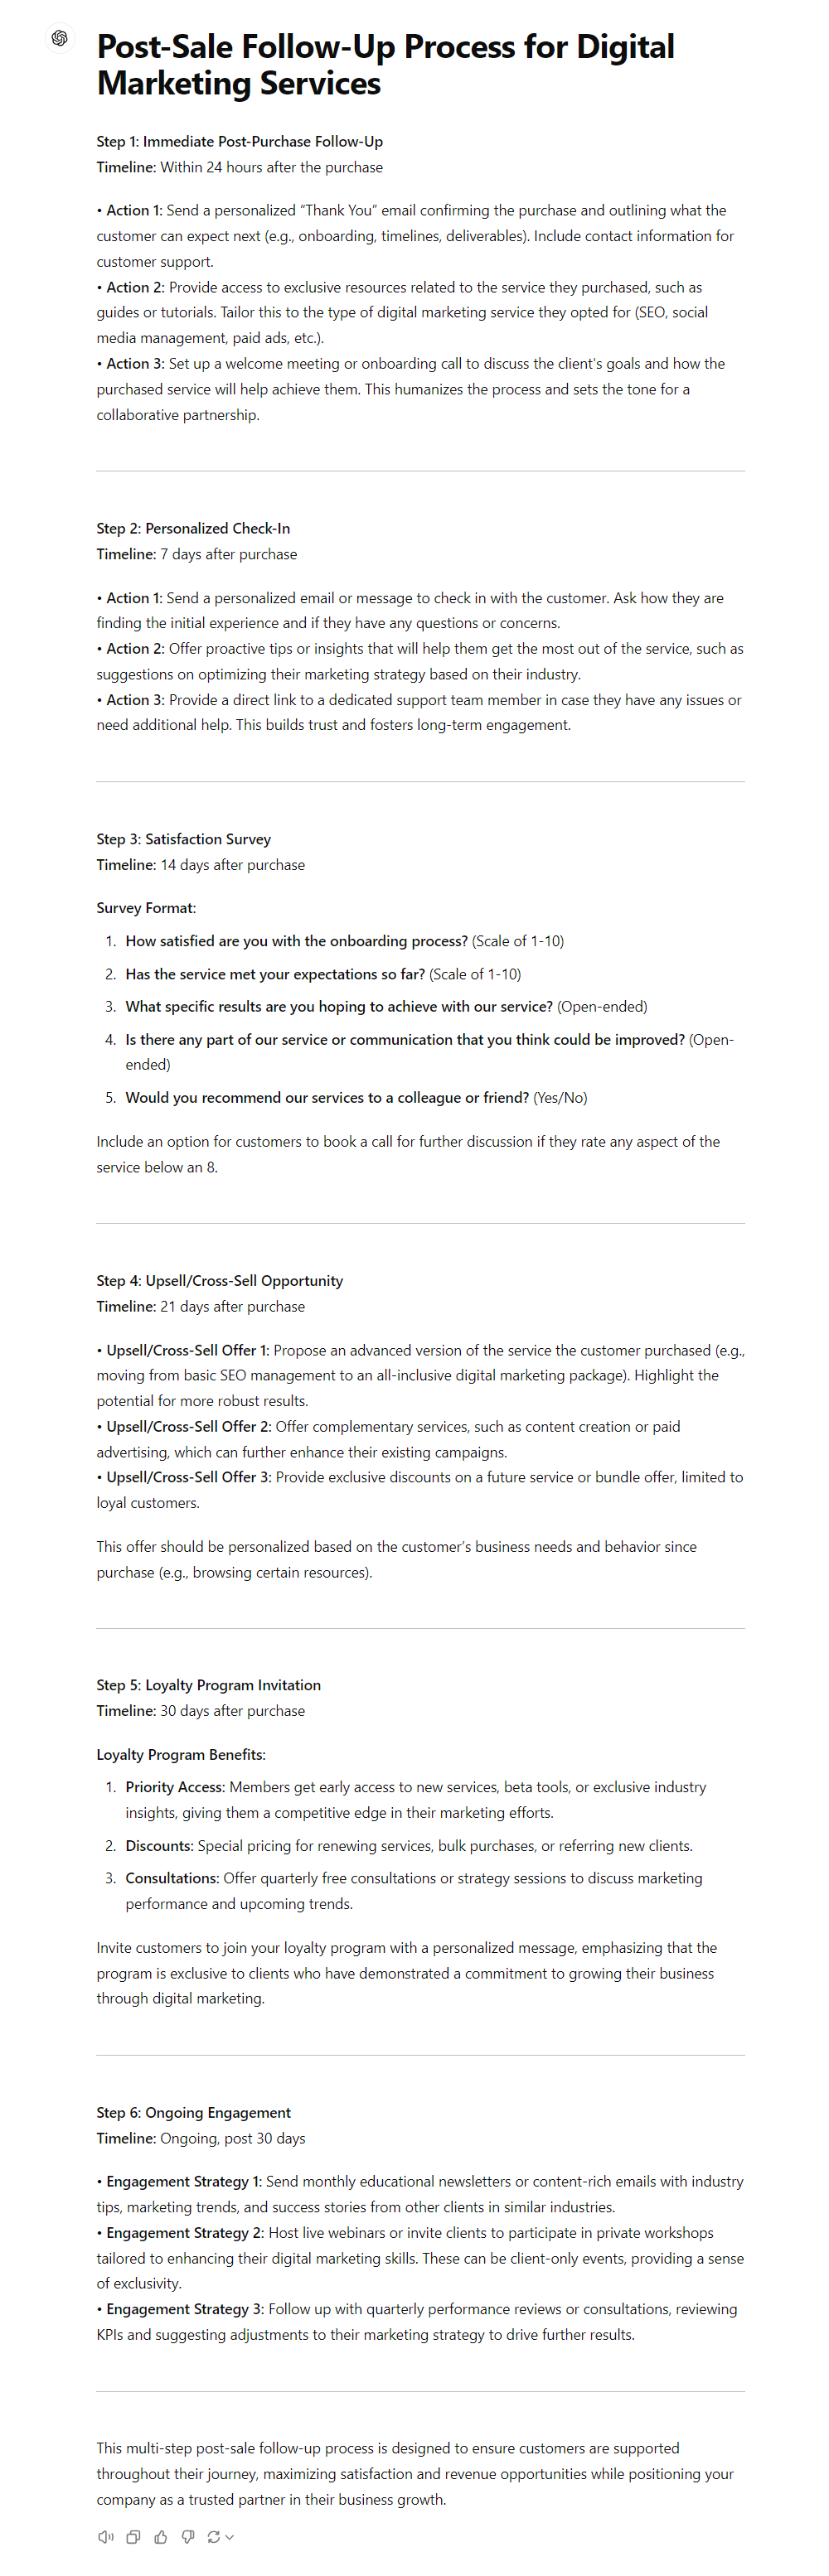 Post-Sale Follow-Up Process for Digital
Marketing Services
Step 1: Immediate Post-Purchase Follow-Up
Timeline: Within 24 hours after the purchase
• Action 1: Send a personalized “Thank You” email confirming the purchase and outlining what the
customer can expect next (e.g., onboarding, timelines, deliverables). Include contact information for
customer support.
• Action 2: Provide access to exclusive resources related to the service they purchased, such as
guides or tutorials. Tailor this to the type of digital marketing service they opted for (SEO, social
media management, paid ads, etc.).
• Action 3: Set up a welcome meeting or onboarding call to discuss the client's goals and how the
purchased service will help achieve them. This humanizes the process and sets the tone for a
collaborative partnership.
Step 2: Personalized Check-In
Timeline: 7 days after purchase
• Action 1: Send a personalized email or message to check in with the customer. Ask how they are
finding the initial experience and if they have any questions or concerns.
• Action 2: Offer proactive tips or insights that will help them get the most out of the service, such as
suggestions on optimizing their marketing strategy based on their industry.
• Action 3: Provide a direct link to a dedicated support team member in case they have any issues or
need additional help. This builds trust and fosters long-term engagement.
Step 3: Satisfaction Survey
Timeline: 14 days after purchase
Survey Format:
1. How satisfied are you with the onboarding process? (Scale of 1-10)
2. Has the service met your expectations so far? (Scale of 1-10)
3. What specific results are you hoping to achieve with our service? (Open-ended)
4. Is there any part of our service or communication that you think could be improved? (Open-
ended)
5. Would you recommend our services to a colleague or friend? (Yes/No)
Include an option for customers to book a call for further discussion if they rate any aspect of the
service below an 8.
Step 4: Upsell/Cross-Sell Opportunity
Timeline: 21 days after purchase
• Upsell/Cross-Sell Offer 1: Propose an advanced version of the service the customer purchased (e.g.,
moving from basic SEO management to an all-inclusive digital marketing package). Highlight the
potential for more robust results.
• Upsell/Cross-Sell Offer 2: Offer complementary services, such as content creation or paid
advertising, which can further enhance their existing campaigns.
• Upsell/Cross-Sell Offer 3: Provide exclusive discounts on a future service or bundle offer, limited to
loyal customers.
This offer should be personalized based on the customer's business needs and behavior since
purchase (e.g., browsing certain resources).
Step 5: Loyalty Program Invitation
Timeline: 30 days after purchase
Loyalty Program Benefits:
1. Priority Access: Members get early access to new services, beta tools, or exclusive industry
insights, giving them a competitive edge in their marketing efforts.
2. Discounts: Special pricing for renewing services, bulk purchases, or referring new clients.
3. Consultations: Offer quarterly free consultations or strategy sessions to discuss marketing
performance and upcoming trends.
Invite customers to join your loyalty program with a personalized message, emphasizing that the
program is exclusive to clients who have demonstrated a commitment to growing their business
through digital marketing.
Step 6: Ongoing Engagement
Timeline: Ongoing, post 30 days
• Engagement Strategy 1: Send monthly educational newsletters or content-rich emails with industry
tips, marketing trends, and success stories from other clients in similar industries.
• Engagement Strategy 2: Host live webinars or invite clients to participate in private workshops
tailored to enhancing their digital marketing skills. These can be client-only events, providing a sense
of exclusivity.
• Engagement Strategy 3: Follow up with quarterly performance reviews or consultations, reviewing
KPIs and suggesting adjustments to their marketing strategy to drive further results.
This multi-step post-sale follow-up process is designed to ensure customers are supported
throughout their journey, maximizing satisfaction and revenue opportunities while positioning your
company as a trusted partner in their business growth.